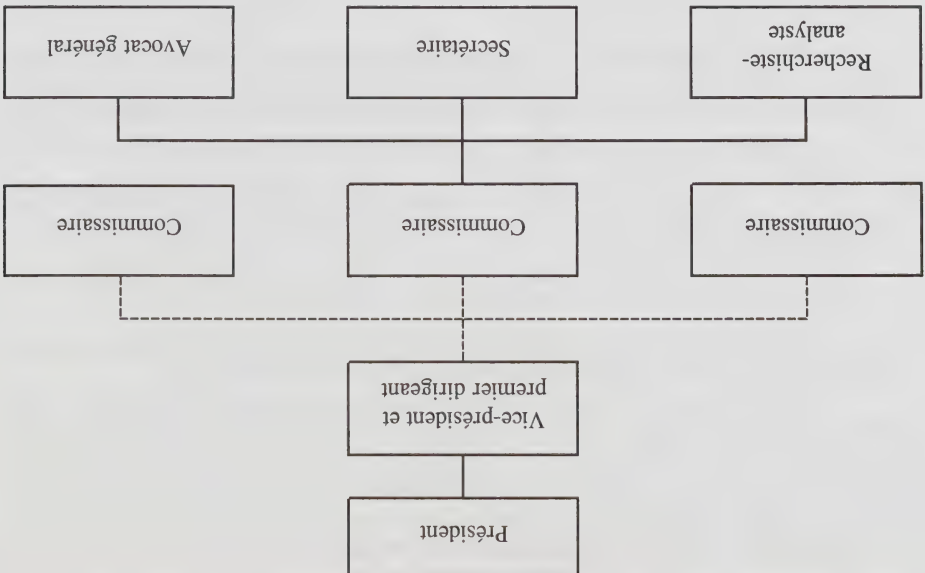 Président
Vice-président et
premier dirigeant
Commissaire
Commissaire
Commissaire
Recherchiste-
analyste
Secrétaire
Avocat général